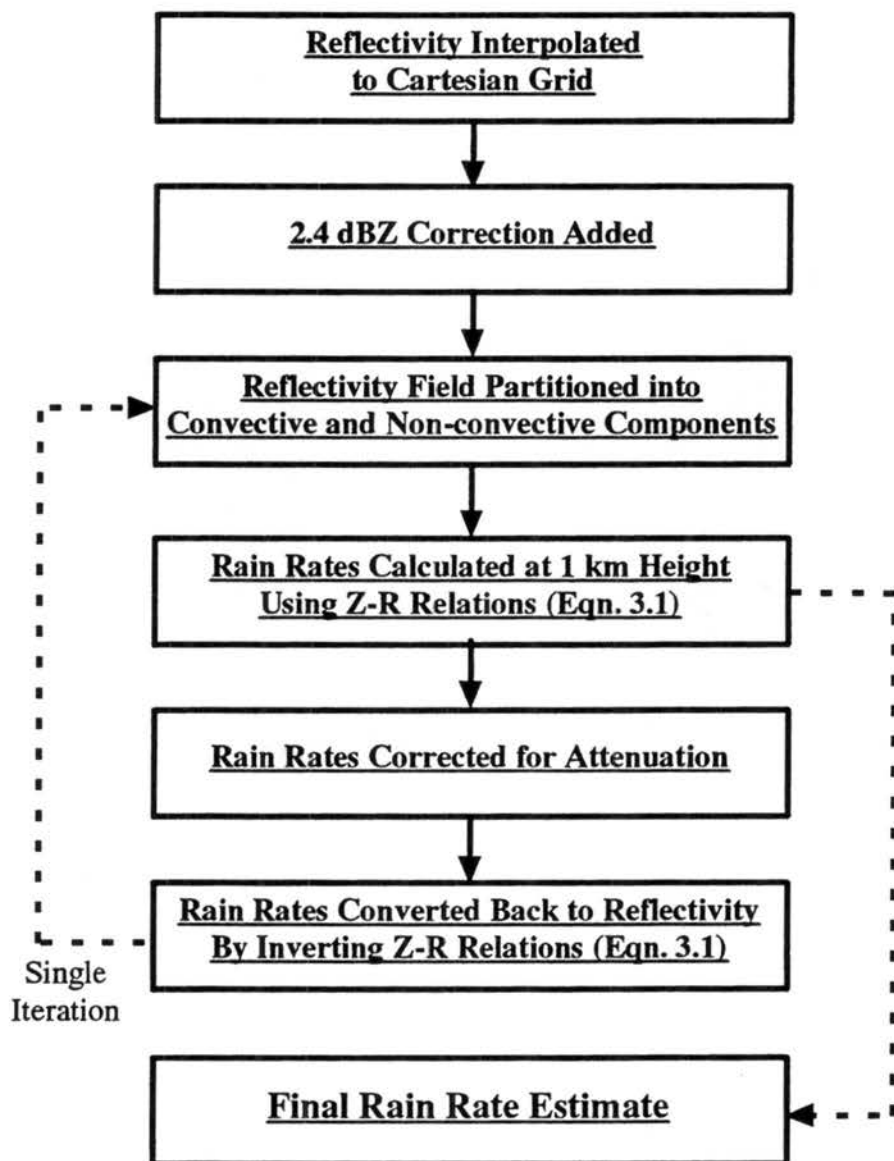 Reflectivity Interpolated
to Cartesian Grid
2.4 dBZ Correction Added
Reflectivity Field Partitioned into
Convective and Non-convective Components
Rain Rates Calculated at 1 km Height
Using Z-R Relations (Eqn. 3.1)
Rain Rates Corrected for Attenuation
Rain Rates Converted Back to Reflectivity
By Inverting Z-R Relations (Eqn. 3.1)
Single
Iteration
Final Rain Rate Estimate